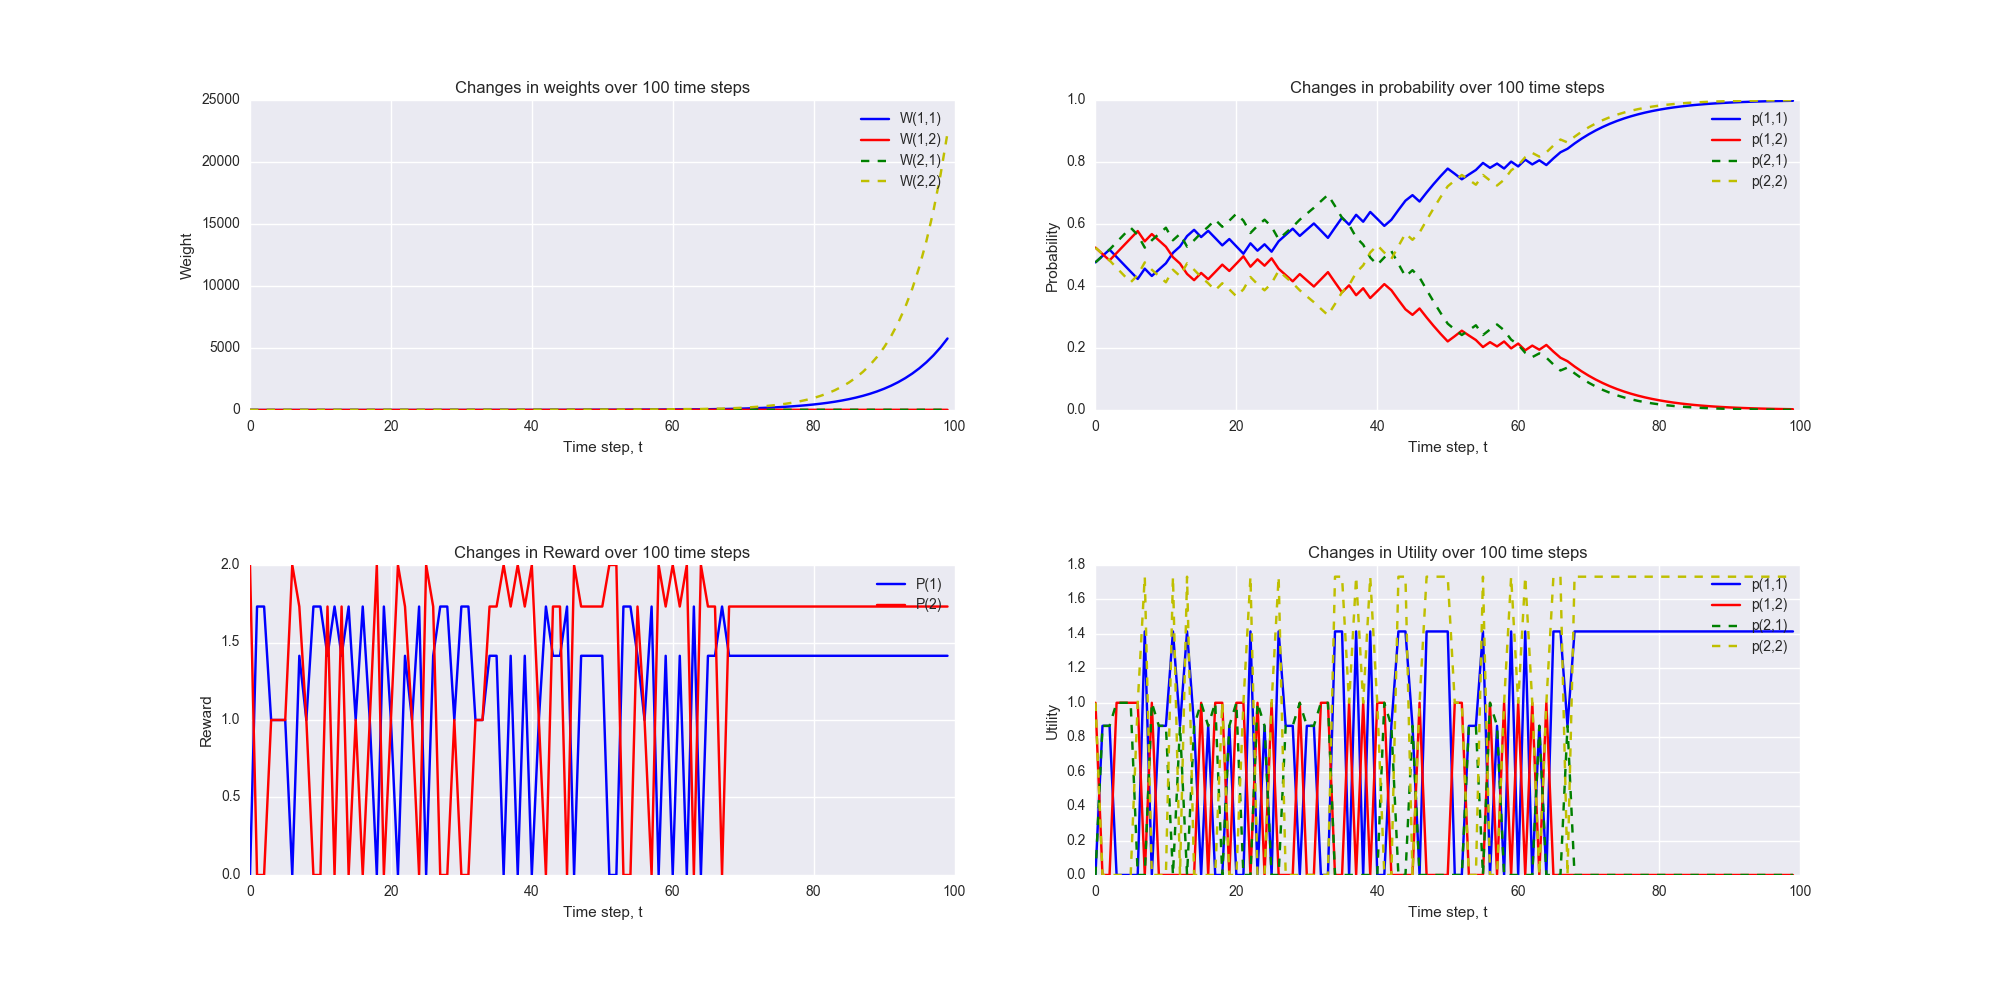 Changes in weights over 100 time steps
25000
20000
15000
10000
5000
0
Weight
W(1,1)
W(1,2)
W(2,1)
W(2,2)
0 20 40 60 80 100
Time step, t
Changes in probability over 100 time steps
1.0
0.8
0.6
0.4
0.2
0.0
Probability
p(1,1)
p(1,2)
p(2,1)
p(2,2)
0 20 40 60 80 100
Time step, t
Changes in Reward over 100 time steps
2.0
1.5
1.0
0.5
0.0
Reward
P(1)
P(2)
0 20 40 60 80 100
Time step, t
Changes in Utility over 100 time steps
1.8
1.6
1.4
1.2
1.0
0.8
0.6
0.4
0.2
0.0
Utility
p(1,1)
p(1,2)
p(2,1)
p(2,2)
0 20 40 60 80 100
Time step, t